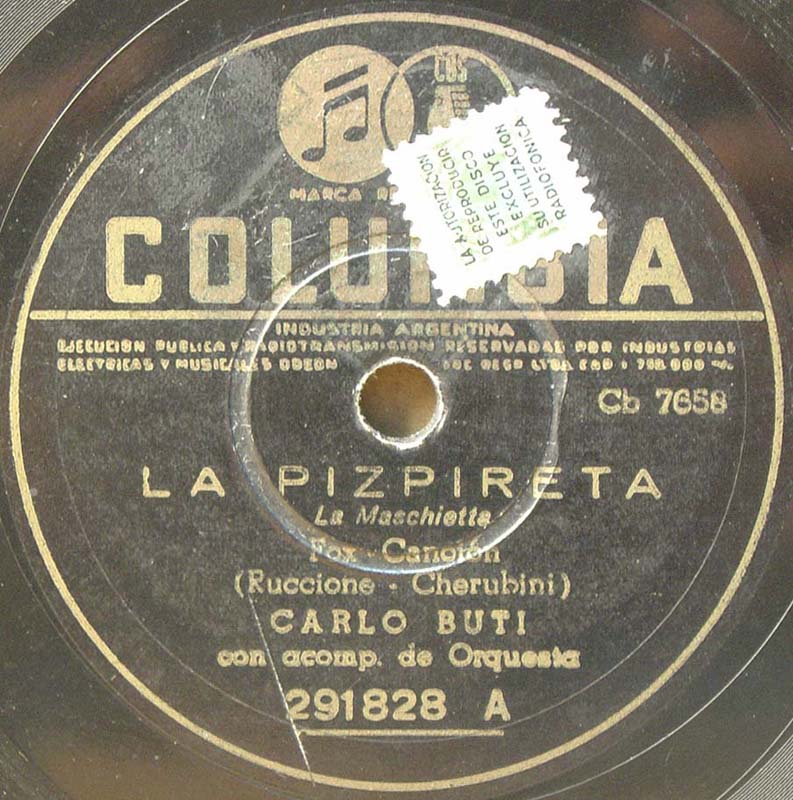 CBS
LA AUTORIZACION
DE REPRODUCIR
ESTE DISCO
EXCLUYE
SU UTILIZACION
RADIOFONICA
MARCA
COLUMBIA
INDUSTRIA ARGENTINA
EJECUCION PUBLICA Y RADIOTRANSMISION RESERVADAS POR INDUSTRIAS
ELECTRICAS Y MUSICALES ODEON
Cb 7658
LA PIZPIRETA
La Maschietta
Fox - Canción
(Ruccione - Cherubini)
CARLO BUTI
con acomp. de Orquesta
291828 A